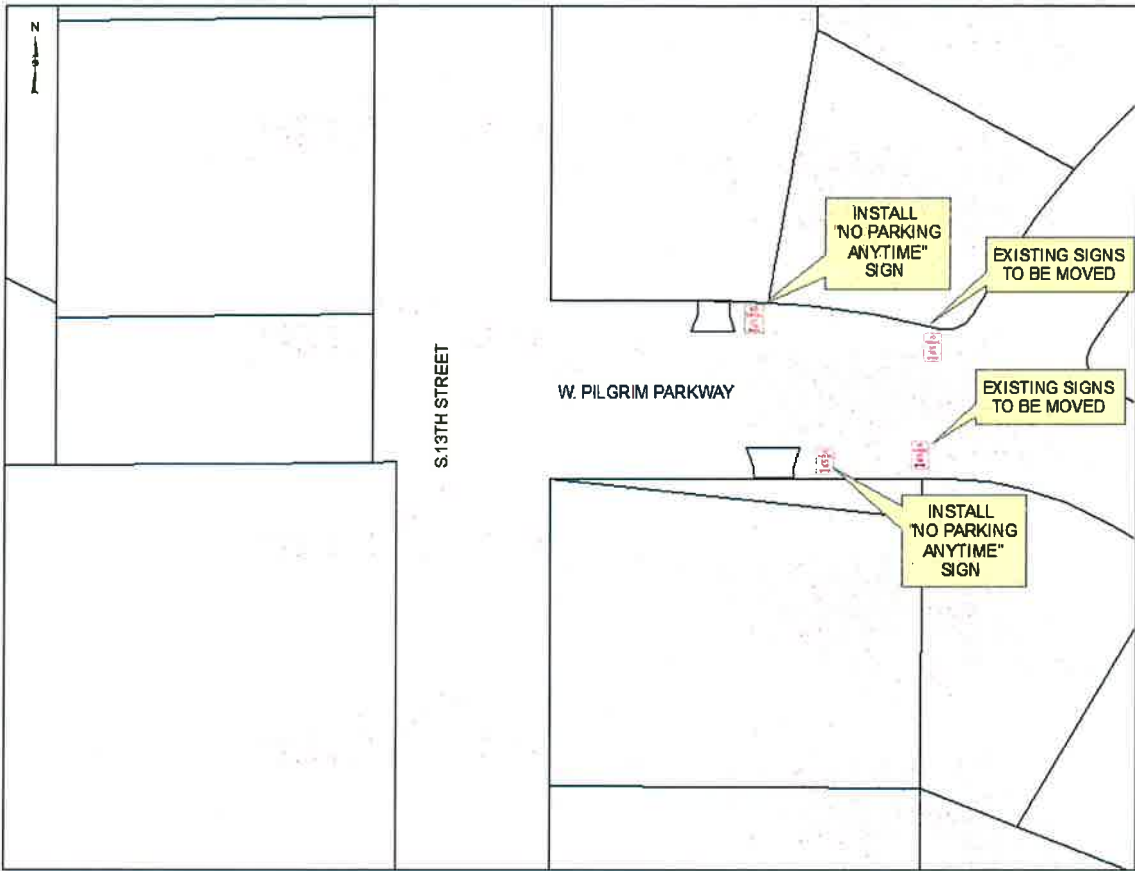 N
INSTALL
"NO PARKING
ANYTIME"
SIGN
EXISTING SIGNS
TO BE MOVED
S.13TH STREET
W. PILGRIM PARKWAY
EXISTING SIGNS
TO BE MOVED
INSTALL
"NO PARKING
ANYTIME"
SIGN